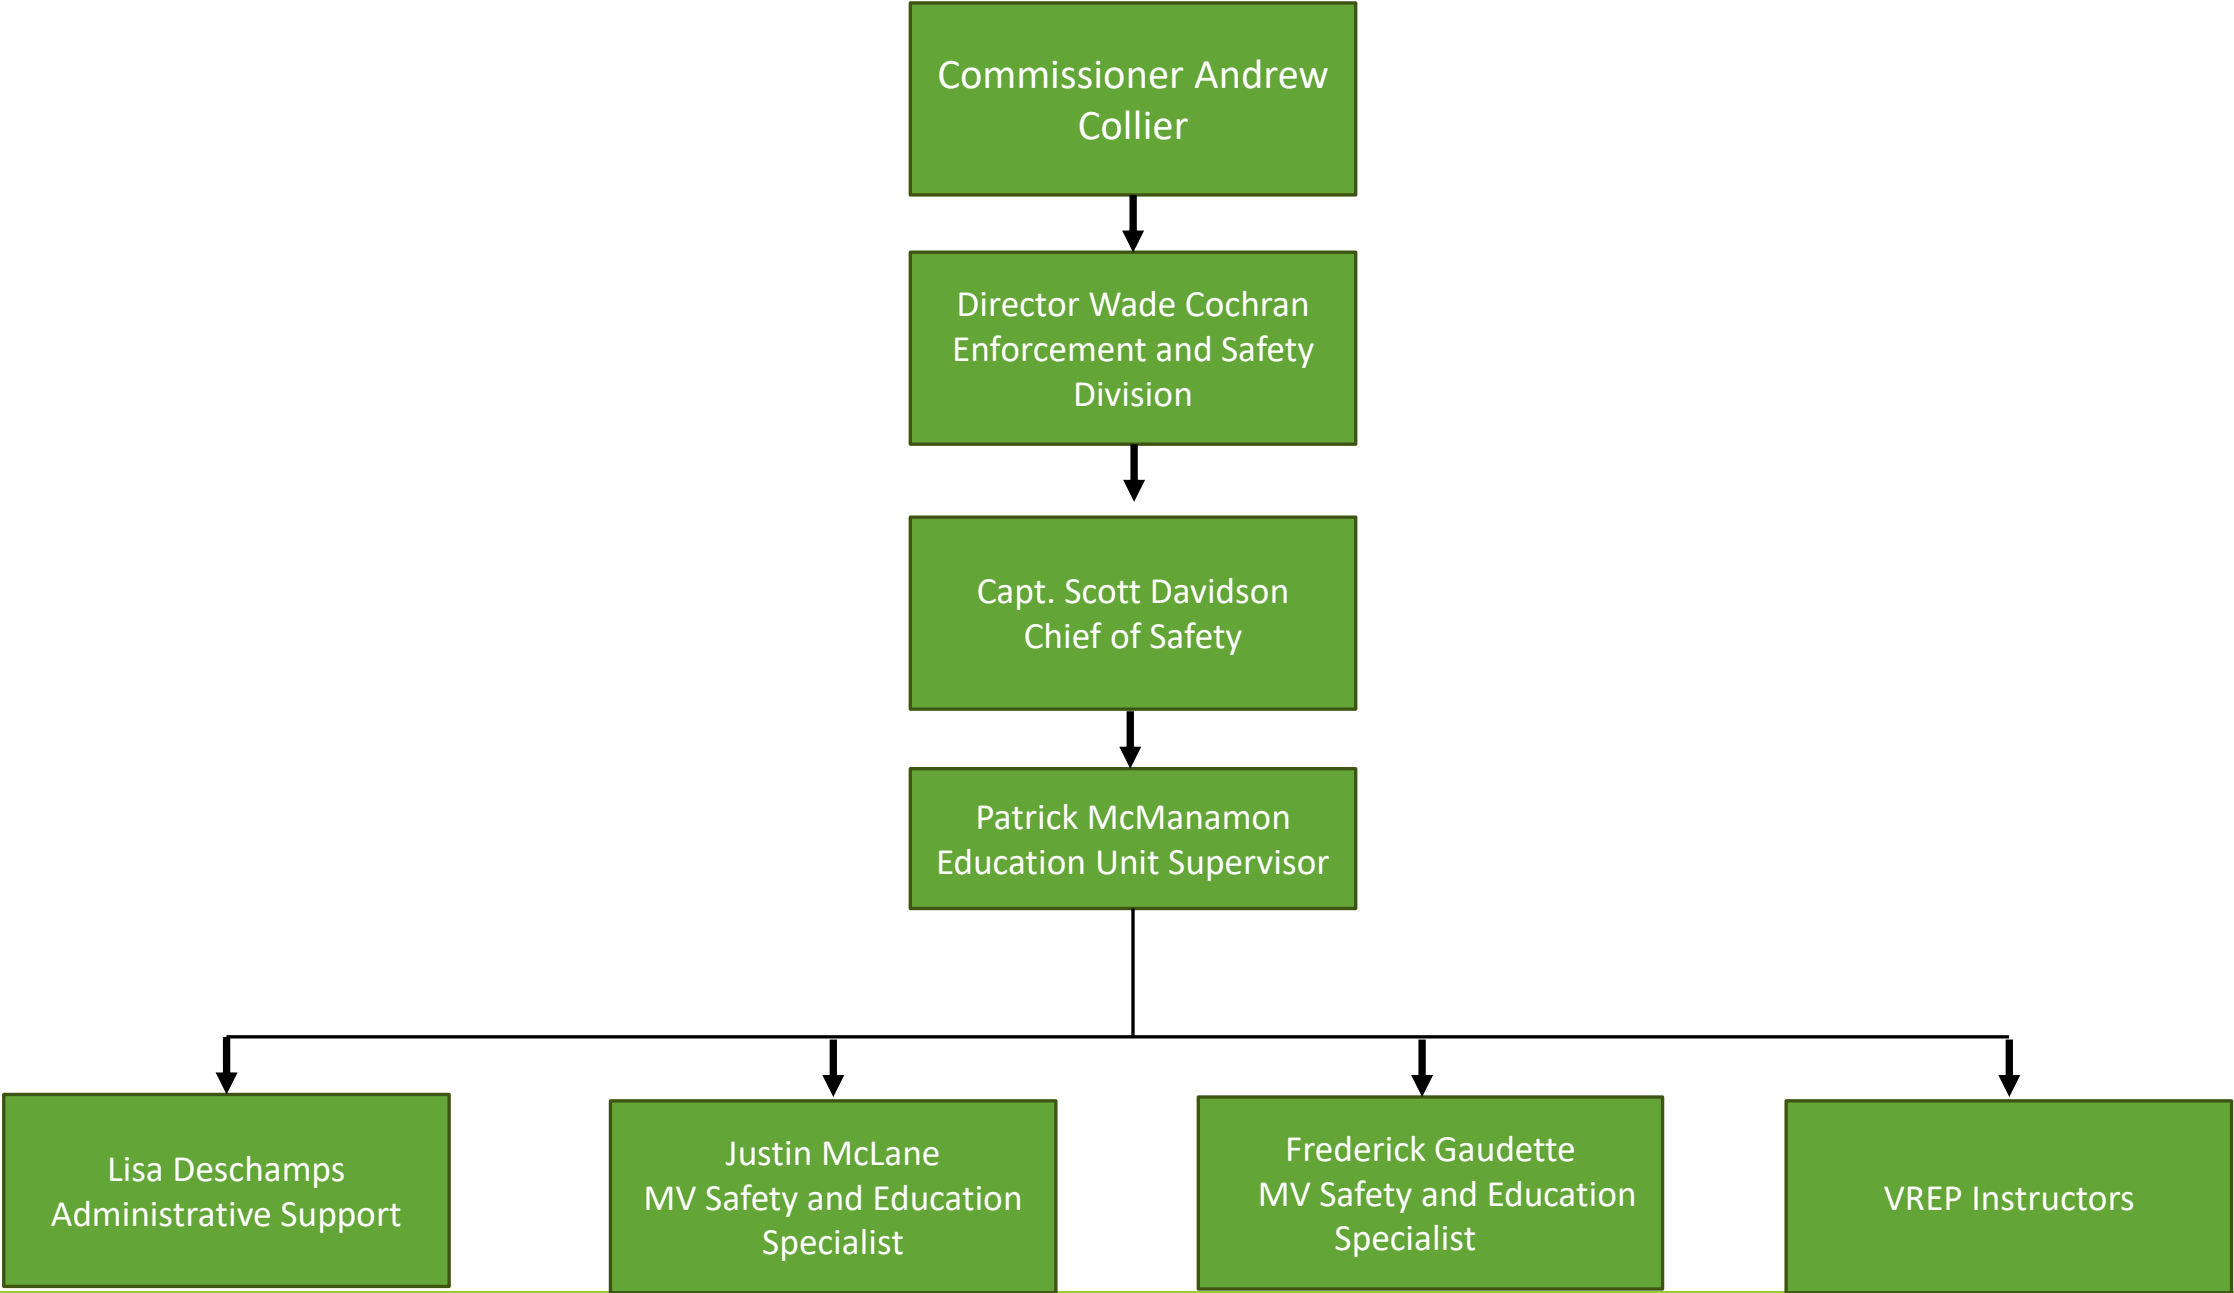 Commissioner Andrew
Collier
Director Wade Cochran
Enforcement and Safety
Division
Capt. Scott Davidson
Chief of Safety
Patrick McManamon
Education Unit Supervisor
Lisa Deschamps
Administrative Support
Justin McLane
MV Safety and Education
Specialist
Frederick Gaudette
MV Safety and Education
Specialist
VREP Instructors